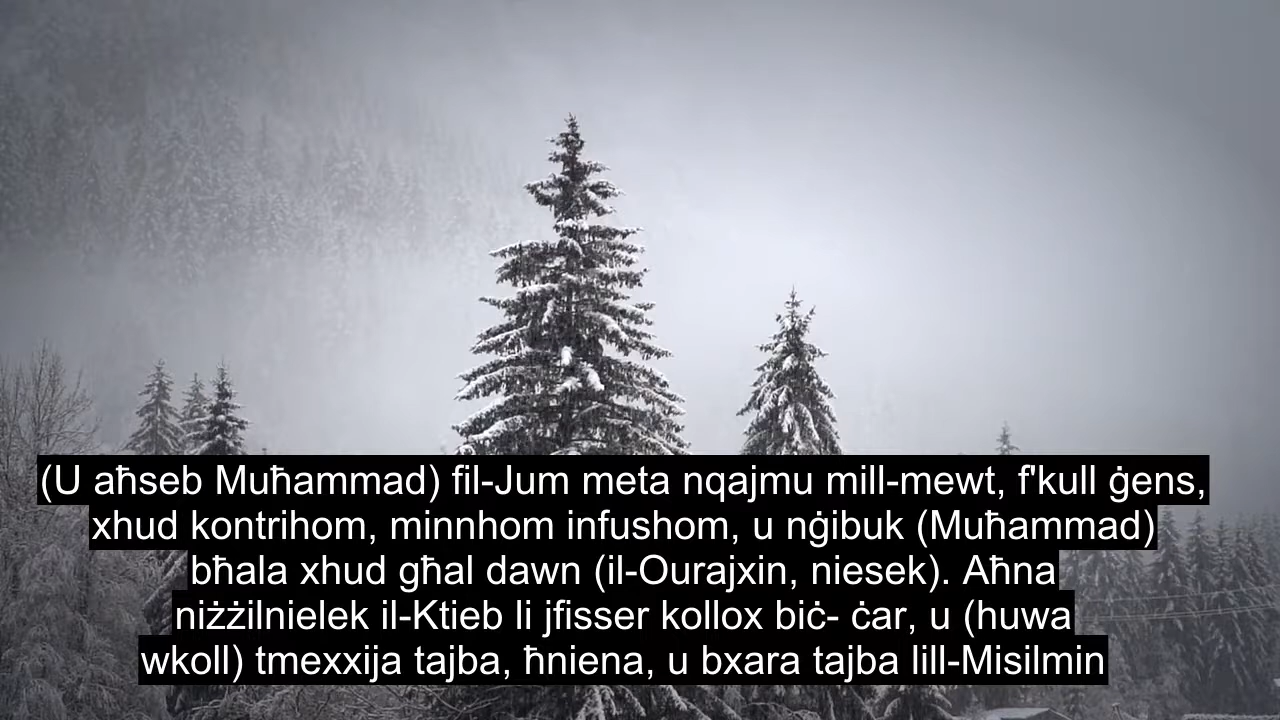 (U aħseb Muħammad) fil-Jum meta nqajmu mill-mewt, f'kull ġens,
xhud kontrihom, minnhom infushom, u nġibuk (Muħammad)
bħala xhud għal dawn (il-Ourajxin, niesek). Aħna
niżżilnielek il-Ktieb li jfisser kollox biċ- ċar, u (huwa
wkoll) tmexxija tajba, ħniena, u bxara tajba lill-Misilmin